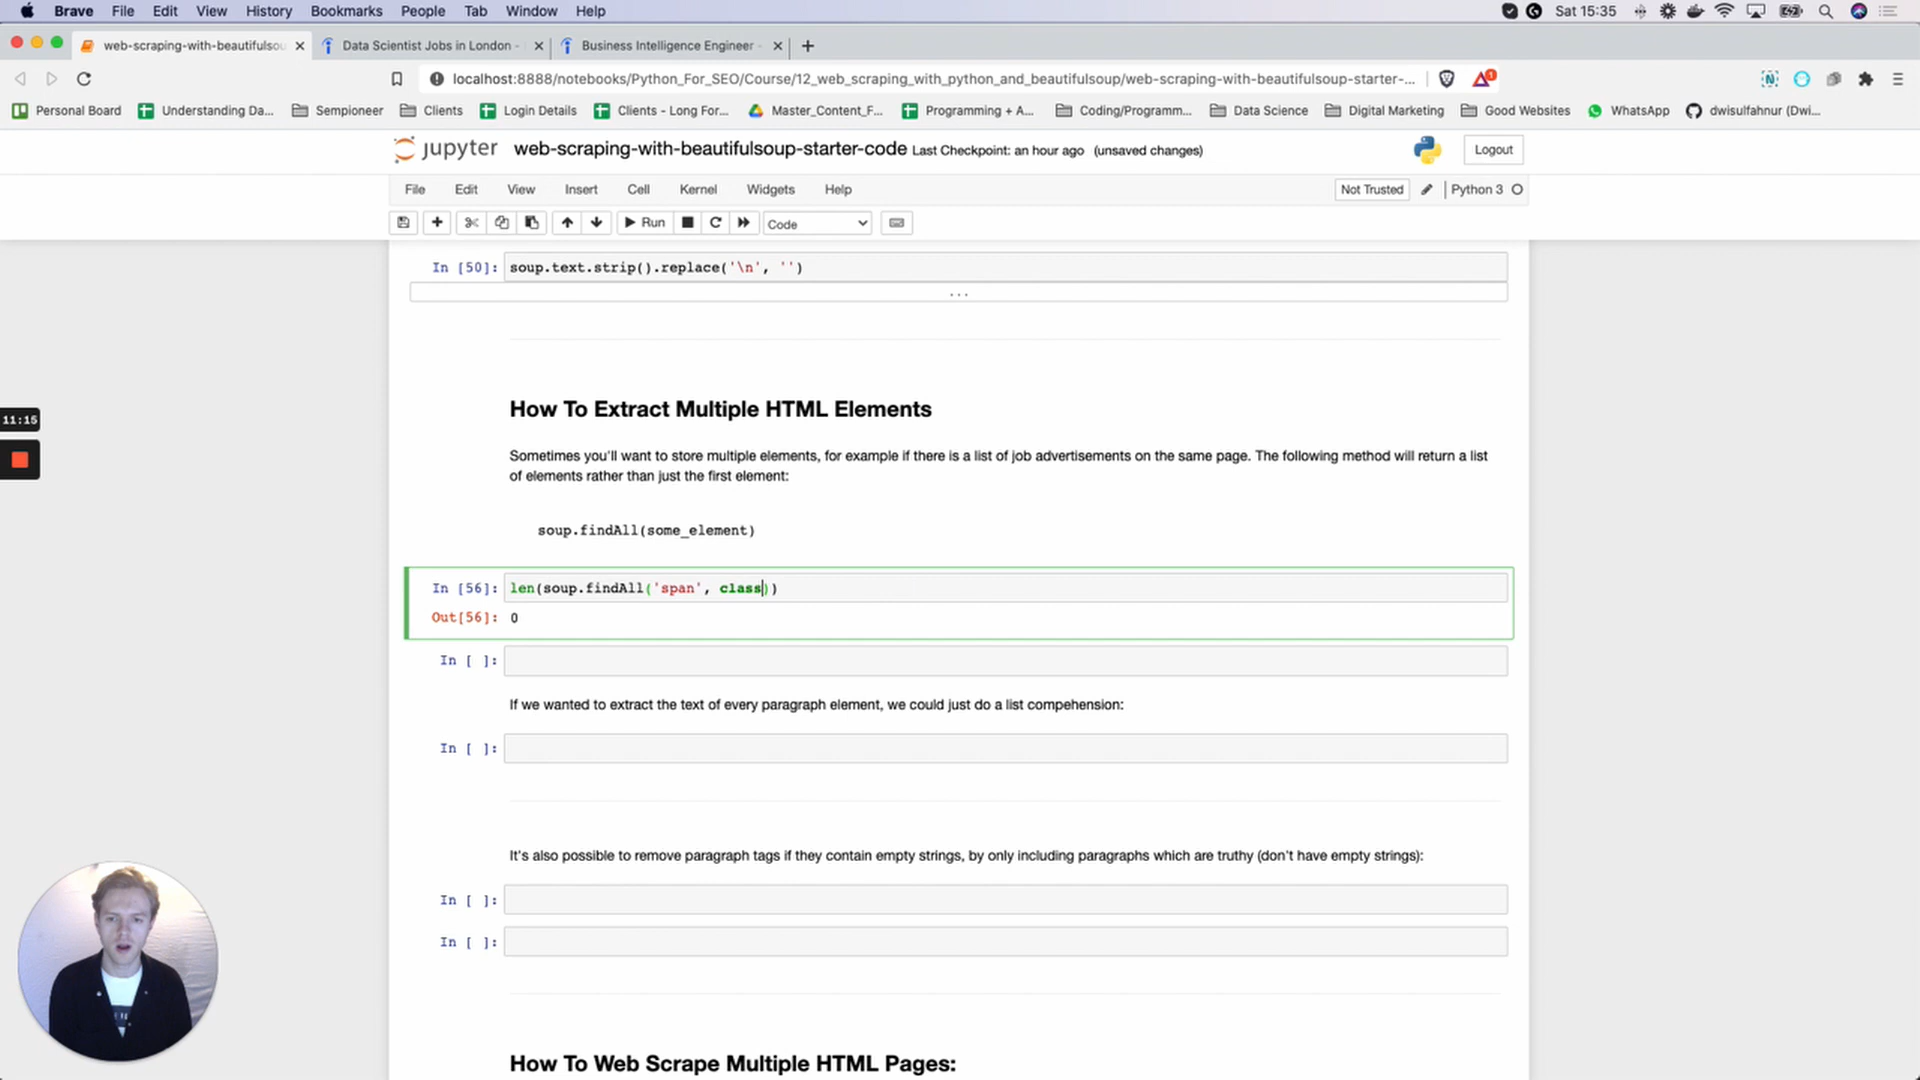 Brave File Edit View History Bookmarks People Tab Window Help Sat 15:35
web-scraping-with-beautifulsou Data Scientist Jobs in London - Business Intelligence Engineer -
localhost:8888/notebooks/Python_For_SEO/Course/12_web_scraping_with_python_and_beautifulsoup/web-scraping-with-beautifulsoup-starter-... 1
Personal Board Understanding Da... Sempioneer Clients Login Details Clients - Long For... Master_Content_F... Programming + A... Coding/Programm... Data Science Digital Marketing Good Websites WhatsApp dwisulfahnur (Dwi...
jupyter web-scraping-with-beautifulsoup-starter-code Last Checkpoint: an hour ago (unsaved changes) Logout
File Edit View Insert Cell Kernel Widgets Help Not Trusted Python 3
Run Code
In [50]: soup.text.strip().replace('\n', '')
...
How To Extract Multiple HTML Elements
11:15
Sometimes you'll want to store multiple elements, for example if there is a list of job advertisements on the same page. The following method will return a list
of elements rather than just the first element:
soup.findAll(some_element)
In [56]: len(soup.findAll('span', class))
Out[56]: 0
In [ ]:
If we wanted to extract the text of every paragraph element, we could just do a list compehension:
In [ ]:
It's also possible to remove paragraph tags if they contain empty strings, by only including paragraphs which are truthy (don't have empty strings):
In [ ]:
In [ ]:
How To Web Scrape Multiple HTML Pages: